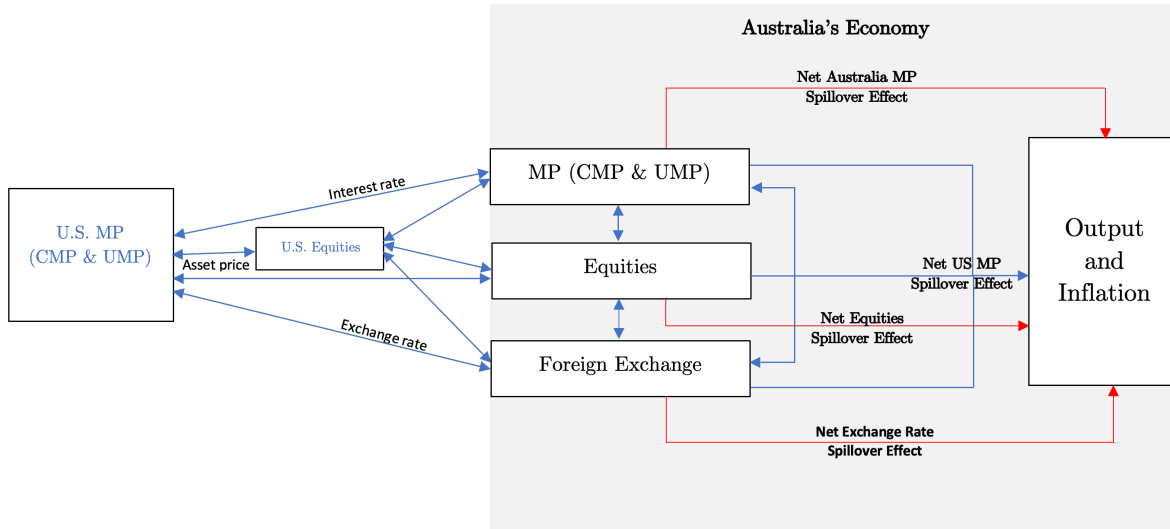 Australia's Economy
Net Australia MP
Spillover Effect
MP (CMP & UMP)
Interest rate
U.S. MP
(CMP & UMP)
U.S. Equities
Asset price
Equities
Output
and
Inflation
Net US MP
Spillover Effect
Net Equities
Spillover Effect
Exchange rate
Foreign Exchange
Net Exchange Rate
Spillover Effect